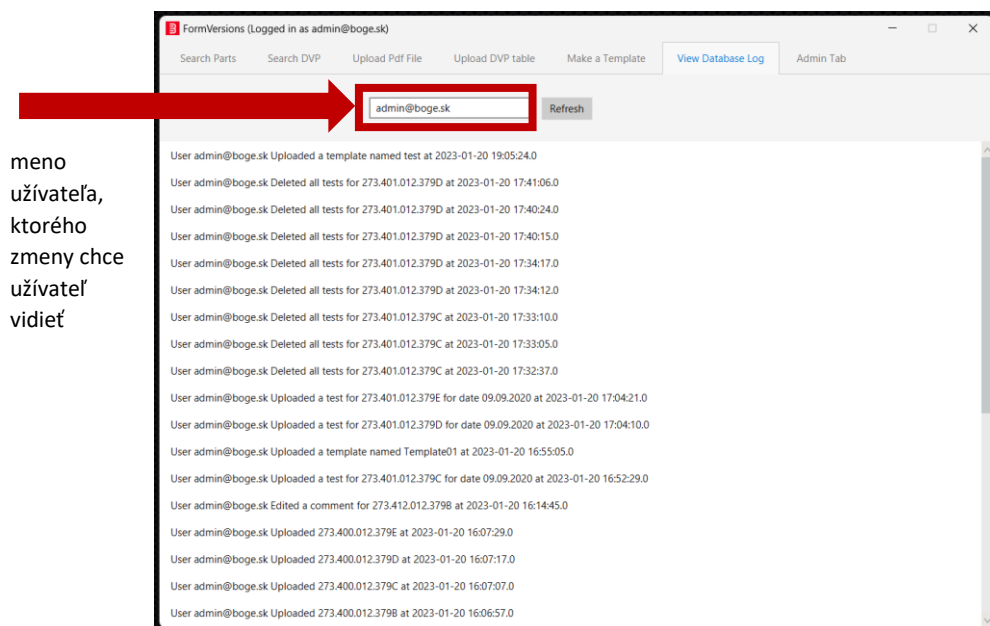 FormVersions (Logged in as admin@boge.sk)
Search Parts Search DVP Upload Pdf File Upload DVP table Make a Template View Database Log Admin Tab
admin@boge.sk Refresh
meno
užívateľa,
ktorého
zmeny chce
užívateľ
vidieť
User admin@boge.sk Uploaded a template named test at 2023-01-20 19:05:24.0
User admin@boge.sk Deleted all tests for 273.401.012.379D at 2023-01-20 17:41:06.0
User admin@boge.sk Deleted all tests for 273.401.012.379D at 2023-01-20 17:40:24.0
User admin@boge.sk Deleted all tests for 273.401.012.379D at 2023-01-20 17:40:15.0
User admin@boge.sk Deleted all tests for 273.401.012.379D at 2023-01-20 17:34:17.0
User admin@boge.sk Deleted all tests for 273.401.012.379D at 2023-01-20 17:34:12.0
User admin@boge.sk Deleted all tests for 273.401.012.379C at 2023-01-20 17:33:10.0
User admin@boge.sk Deleted all tests for 273.401.012.379C at 2023-01-20 17:33:05.0
User admin@boge.sk Deleted all tests for 273.401.012.379C at 2023-01-20 17:32:37.0
User admin@boge.sk Uploaded a test for 273.401.012.379E for date 09.09.2020 at 2023-01-20 17:04:21.0
User admin@boge.sk Uploaded a test for 273.401.012.379D for date 09.09.2020 at 2023-01-20 17:04:10.0
User admin@boge.sk Uploaded a template named Template01 at 2023-01-20 16:55:05.0
User admin@boge.sk Uploaded a test for 273.401.012.379C for date 09.09.2020 at 2023-01-20 16:52:29.0
User admin@boge.sk Edited a comment for 273.412.012.379B at 2023-01-20 16:14:45.0
User admin@boge.sk Uploaded 273.400.012.379E at 2023-01-20 16:07:29.0
User admin@boge.sk Uploaded 273.400.012.379D at 2023-01-20 16:07:17.0
User admin@boge.sk Uploaded 273.400.012.379C at 2023-01-20 16:07:07.0
User admin@boge.sk Uploaded 273.400.012.379B at 2023-01-20 16:06:57.0